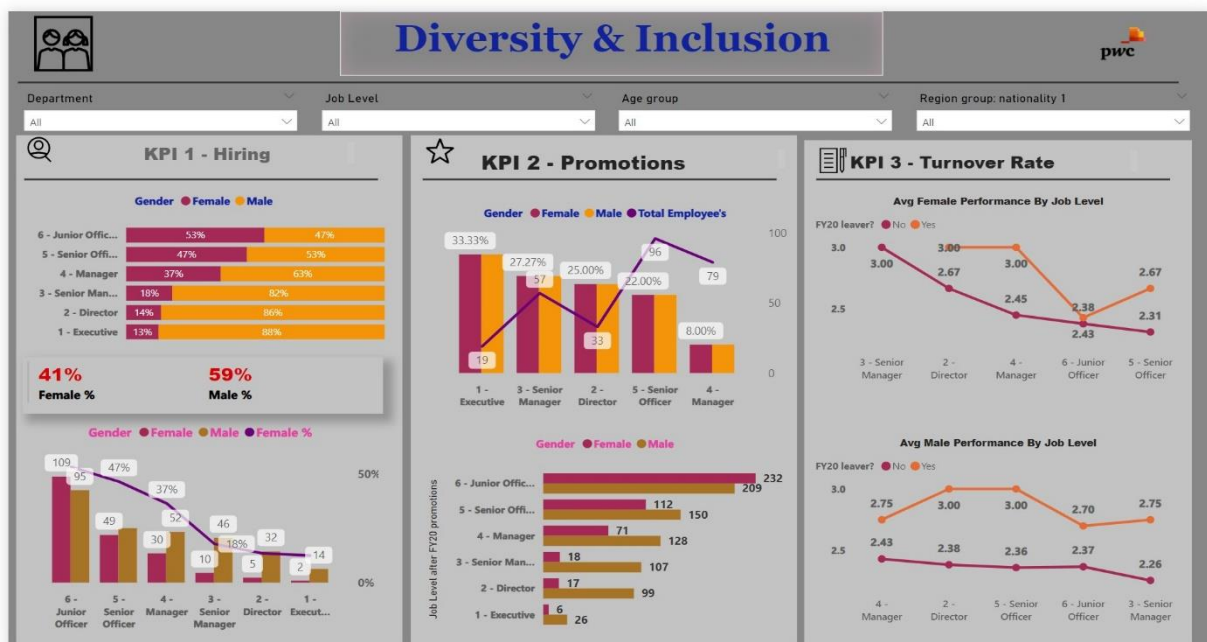 Diversity & Inclusion
pwc
Department
Job Level
Age group
Region group: nationality 1
All
All
All
All
KPI 1 - Hiring
Gender Female Male
6 - Junior Offic... 53% 47%
5 - Senior Offi... 47% 53%
4 - Manager 37% 63%
3 - Senior Man... 18% 82%
2 - Director 14% 86%
1 - Executive 13% 88%
41% 59%
Female % Male %
Gender Female Male Female %
109
95
47%
50%
37%
49
52
46
30
18%
32
10
5
14
2
0%
6 - Junior Officer
5 - Senior Officer
4 - Manager
3 - Senior Manager
2 - Director
1 - Execut...
KPI 2 - Promotions
Gender Female Male Total Employee's
100
33.33%
96
27.27%
25.00%
79
57
22.00%
50
33
8.00%
19
0
1 - Executive
3 - Senior Manager
2 - Director
5 - Senior Officer
4 - Manager
Gender Female Male
Job Level after FY20 promotions
6 - Junior Offic... 232
209
5 - Senior Offi... 112
150
4 - Manager 71
128
3 - Senior Man... 18
107
2 - Director 17
99
1 - Executive 6
26
KPI 3 - Turnover Rate
Avg Female Performance By Job Level
FY20 leaver? No Yes
3.0
3.00
3.00
3.00
2.67
2.67
2.5
2.45
2.38
2.43
2.31
3 - Senior Manager
2 - Director
4 - Manager
6 - Junior Officer
5 - Senior Officer
Avg Male Performance By Job Level
FY20 leaver? No Yes
3.0
2.75
3.00
3.00
2.70
2.75
2.5
2.43
2.38
2.36
2.37
2.26
4 - Manager
2 - Director
5 - Senior Officer
6 - Junior Officer
3 - Senior Manager